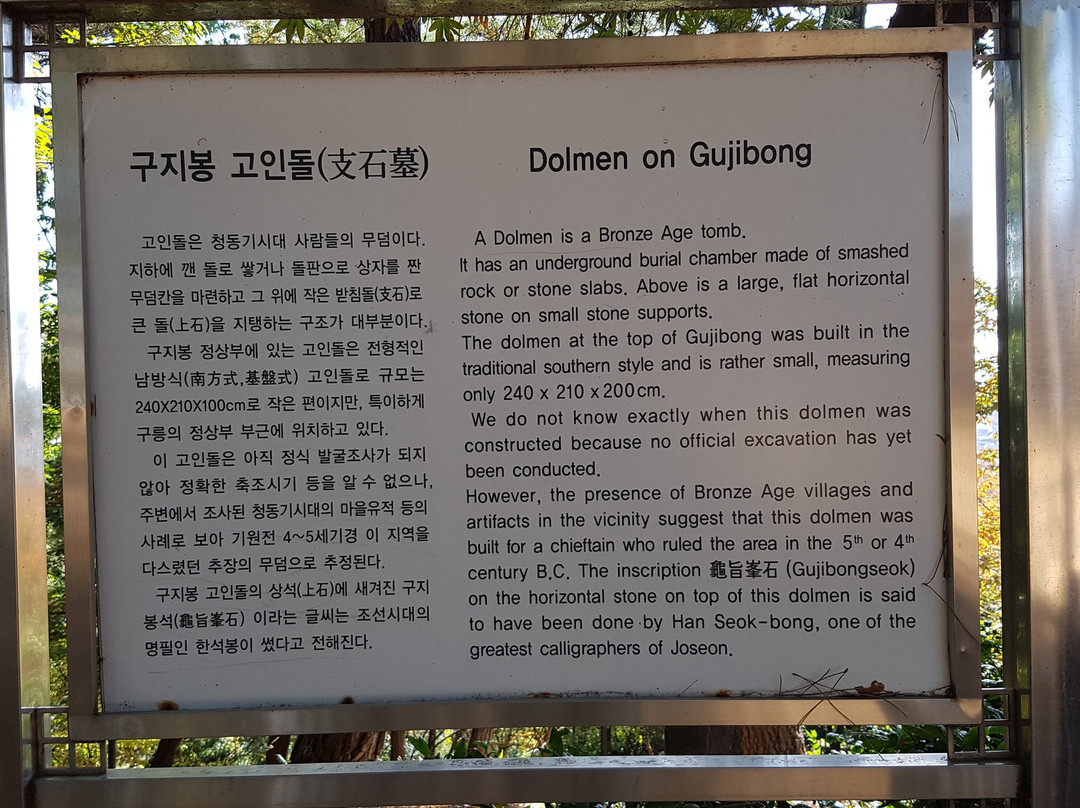 구지봉 고인돌(支石墓)
고인돌은 청동기시대 사람들의 무덤이다.
지하에 깬 돌로 쌓거나 돌판으로 상자를 짠
무덤칸을 마련하고 그 위에 작은 받침돌(支石)로
큰 돌(上石)을 지탱하는 구조가 대부분이다.
구지봉 정상부에 있는 고인돌은 전형적인
남방식(南方式,基盤式) 고인돌로 규모는
240X210X100cm로 작은 편이지만, 특이하게
구릉의 정상부 부근에 위치하고 있다.
이 고인돌은 아직 정식 발굴조사가 되지
않아 정확한 축조시기 등을 알 수 없으나,
주변에서 조사된 청동기시대의 마을유적 등의
사례로 보아 기원전 4~5세기경 이 지역을
다스렸던 추장의 무덤으로 추정된다.
구지봉 고인돌의 상석(上石)에 새겨진 구지
봉석(龜旨峯石) 이라는 글씨는 조선시대의
명필인 한석봉이 썼다고 전해진다.
Dolmen on Gujibong
A Dolmen is a Bronze Age tomb.
It has an underground burial chamber made of smashed
rock or stone slabs. Above is a large, flat horizontal
stone on small stone supports.
The dolmen at the top of Gujibong was built in the
traditional southern style and is rather small, measuring
only 240 x 210 x 200cm.
We do not know exactly when this dolmen was
constructed because no official excavation has yet
been conducted.
However, the presence of Bronze Age villages and
artifacts in the vicinity suggest that this dolmen was
built for a chieftain who ruled the area in the 5th or 4th
century B.C. The inscription 龜旨峯石 (Gujibongseok)
on the horizontal stone on top of this dolmen is said
to have been done by Han Seok-bong, one of the
greatest calligraphers of Joseon.